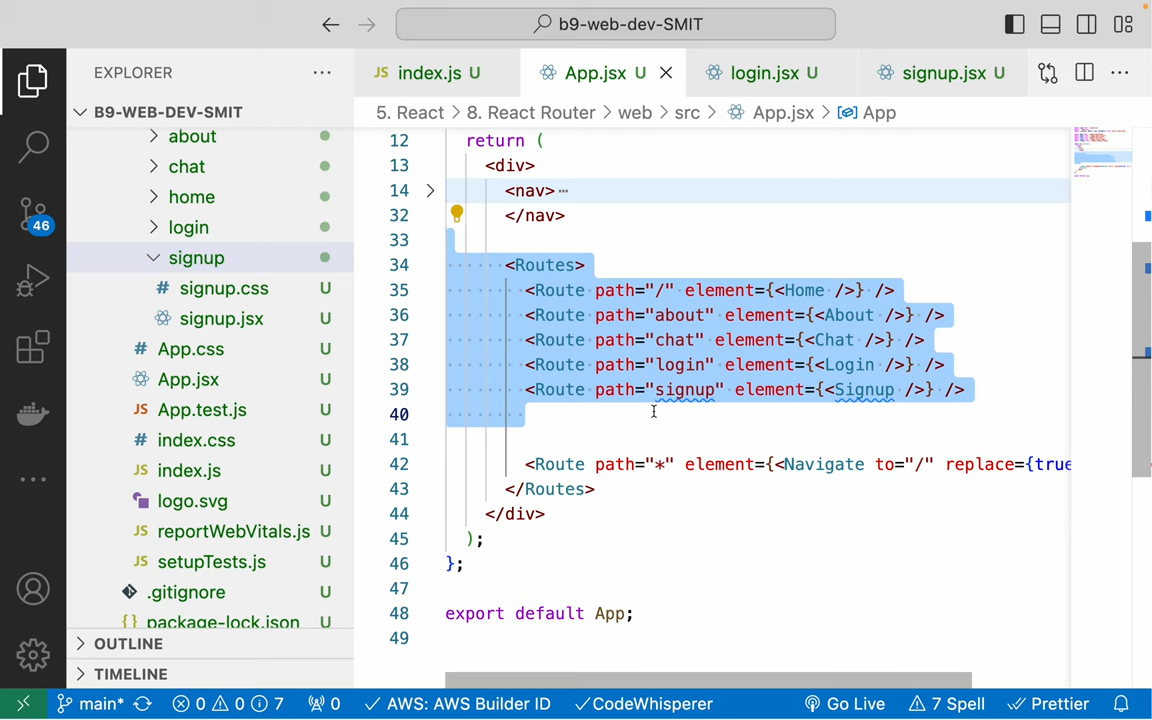 b9-web-dev-SMIT
EXPLORER
B9-WEB-DEV-SMIT
about
chat
home
login
signup
# signup.css U
signup.jsx U
# App.css U
App.jsx U
JS App.test.js U
# index.css U
JS index.js U
logo.svg U
JS reportWebVitals.js U
JS setupTests.js U
.gitignore U
{} package-lock.json U
OUTLINE
TIMELINE
46
JS index.js U
App.jsx U
login.jsx U
signup.jsx U
5. React > 8. React Router > web > src > App.jsx > App
12 return (
13 <div>
14 <nav>
32 </nav>
33
34 <Routes>
35 <Route path="/" element={<Home />} />
36 <Route path="about" element={<About />} />
37 <Route path="chat" element={<Chat />} />
38 <Route path="login" element={<Login />} />
39 <Route path="signup" element={<Signup />} />
40
41
42 <Route path="*" element={<Navigate to="/" replace={true
43 </Routes>
44 </div>
45 );
46 };
47
48 export default App;
49
main* 0 0 7 0 AWS: AWS Builder ID CodeWhisperer Go Live 7 Spell Prettier